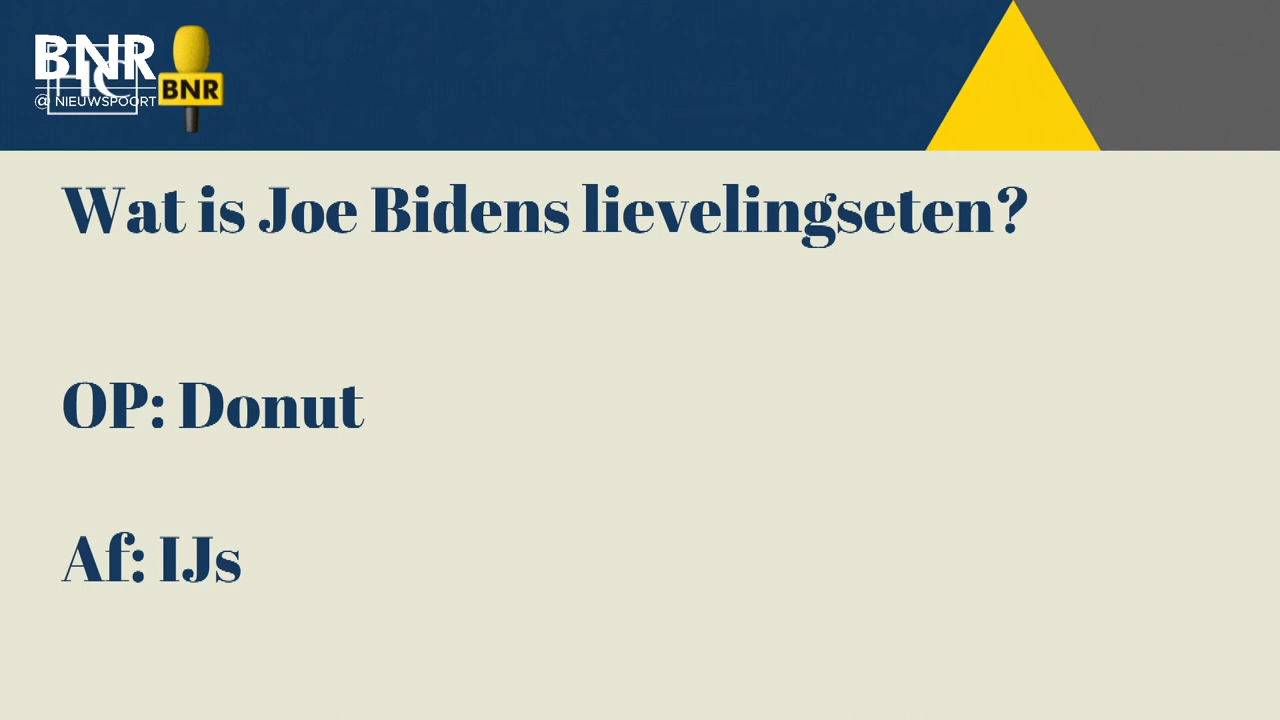 BNR
@ NIEUWSPOORT
BNR
Wat is Joe Bidens lievelingseten?
OP: Donut
Af: IJs